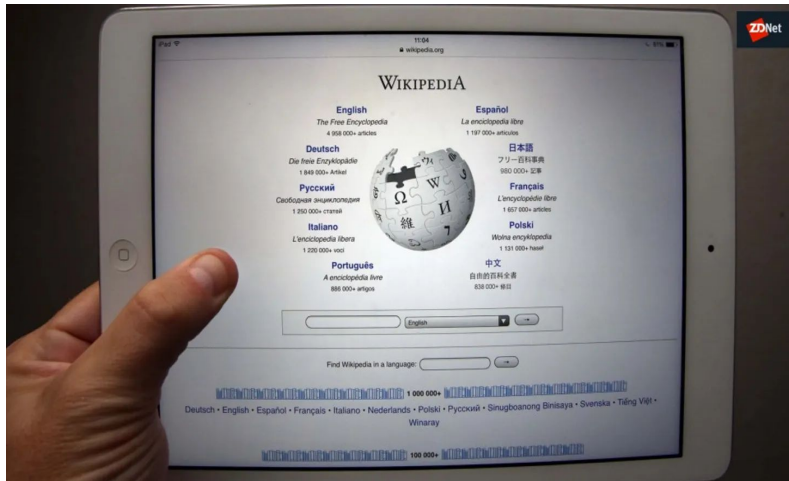 ZDNet
iPad
11:04
wikipedia.org
WIKIPEDIA
English
The Free Encyclopedia
4 958 000+ articles
Español
La enciclopedia libre
1 197 000+ artículos
Deutsch
Die freie Enzyklopädie
1 849 000+ Artikel
日本語
フリー百科事典
980 000+ 記事
Русский
Свободная энциклопедия
1 250 000+ статей
Français
L'encyclopédie libre
1 657 000+ articles
Italiano
L'enciclopedia libera
1 220 000+ voci
Polski
Wolna encyklopedia
1 131 000+ haseł
Português
A enciclopédia livre
886 000+ artigos
中文
自由的百科全書
838 000+ 條目
Ω
W
И
維
English
→
Find Wikipedia in a language:
→
1 000 000+
Deutsch • English • Español • Français • Italiano • Nederlands • Polski • Русский • Sinugboanong Binisaya • Svenska • Tiếng Việt •
Winaray
100 000+